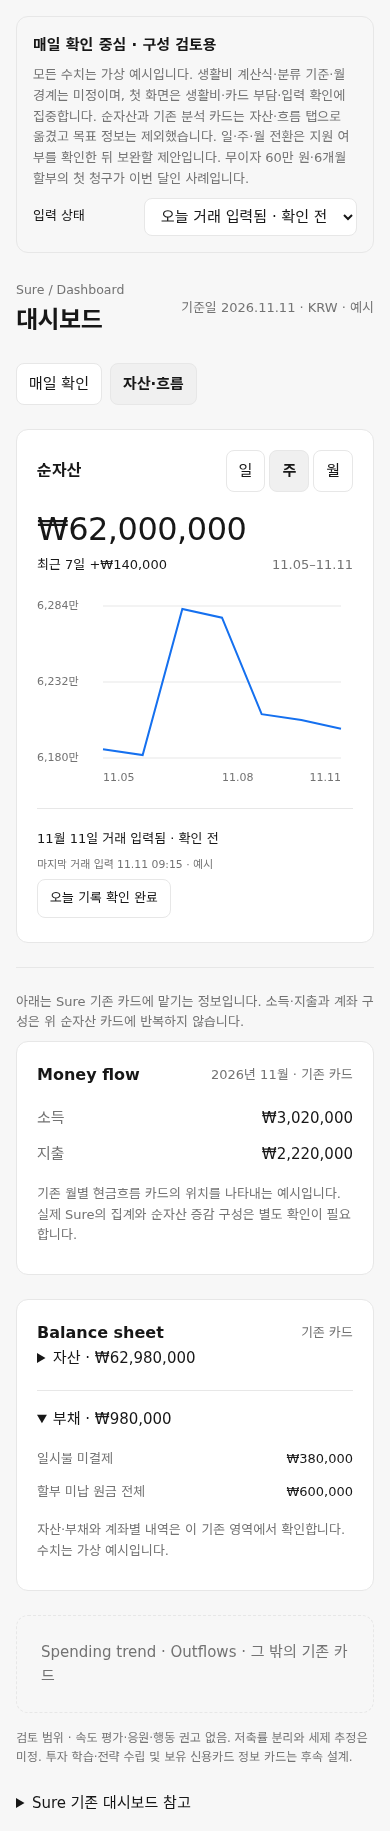 매일 확인 중심 · 구성 검토용
모든 수치는 가상 예시입니다. 생활비 계산식·분류 기준·월
경계는 미정이며, 첫 화면은 생활비·카드 부담·입력 확인에
집중합니다. 순자산과 기존 분석 카드는 자산·흐름 탭으로
옮겼고 목표 정보는 제외했습니다. 일·주·월 전환은 지원 여
부를 확인한 뒤 보완할 제안입니다. 무이자 60만 원·6개월
할부의 첫 청구가 이번 달인 사례입니다.
입력 상태
오늘 거래 입력됨 · 확인 전
Sure / Dashboard
대시보드
기준일 2026.11.11 · KRW · 예시
매일 확인
자산·흐름
순자산
일
주
월
₩62,000,000
최근 7일 +₩140,000
11.05–11.11
6,284만
6,232만
6,180만
11.05
11.08
11.11
11월 11일 거래 입력됨 · 확인 전
마지막 거래 입력 11.11 09:15 · 예시
오늘 기록 확인 완료
아래는 Sure 기존 카드에 맡기는 정보입니다. 소득·지출과 계좌 구
성은 위 순자산 카드에 반복하지 않습니다.
Money flow
2026년 11월 · 기존 카드
소득
₩3,020,000
지출
₩2,220,000
기존 월별 현금흐름 카드의 위치를 나타내는 예시입니다.
실제 Sure의 집계와 순자산 증감 구성은 별도 확인이 필요
합니다.
Balance sheet
기존 카드
▶ 자산 · ₩62,980,000
▼ 부채 · ₩980,000
일시불 미결제
₩380,000
할부 미납 원금 전체
₩600,000
자산·부채와 계좌별 내역은 이 기존 영역에서 확인합니다.
수치는 가상 예시입니다.
Spending trend · Outflows · 그 밖의 기존 카
드
검토 범위 · 속도 평가·응원·행동 권고 없음. 저축률 분리와 세제 추정은
미정. 투자 학습·전략 수립 및 보유 신용카드 정보 카드는 후속 설계.
▶ Sure 기존 대시보드 참고